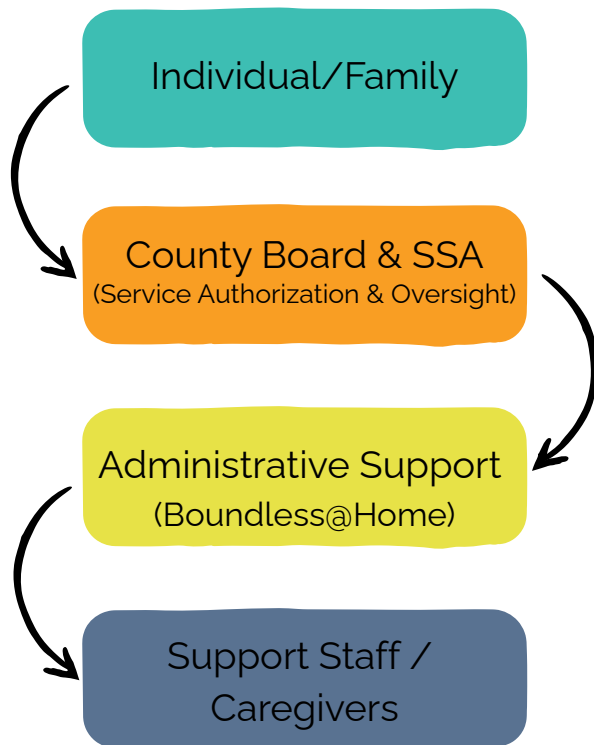 Individual/Family
County Board & SSA
(Service Authorization & Oversight)
Administrative Support
(Boundless@Home)
Support Staff /
Caregivers